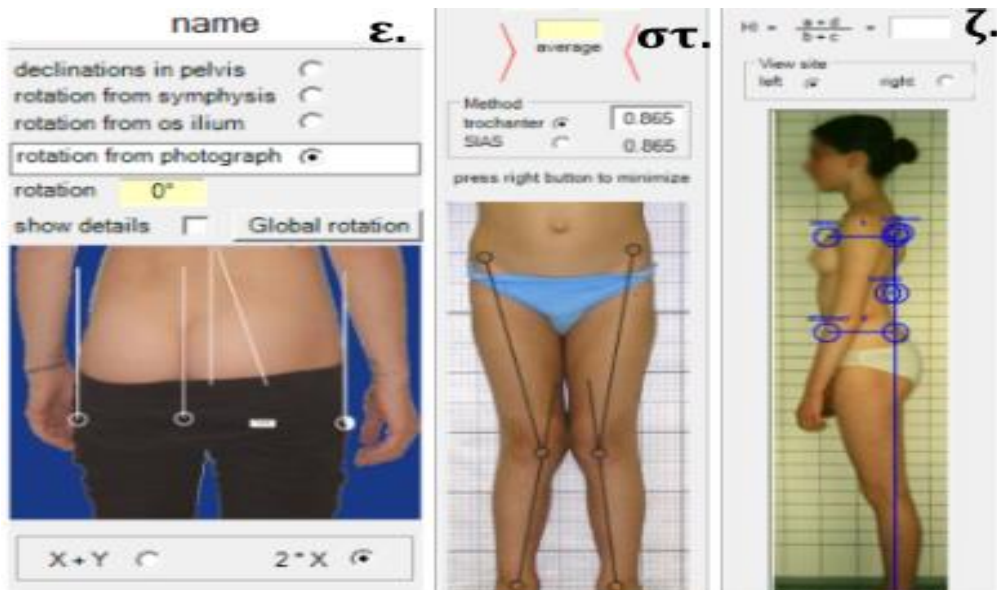 name
ε.
declinations in pelvis
rotation from symphysis
rotation from os ilium
rotation from photograph
rotation 0°
show details Global rotation
X + Y 2 * X
στ.
average
Method
trochanter 0.865
SIAS 0.865
press right button to minimize
ζ.
HI = a + d / b + c =
View site
left right